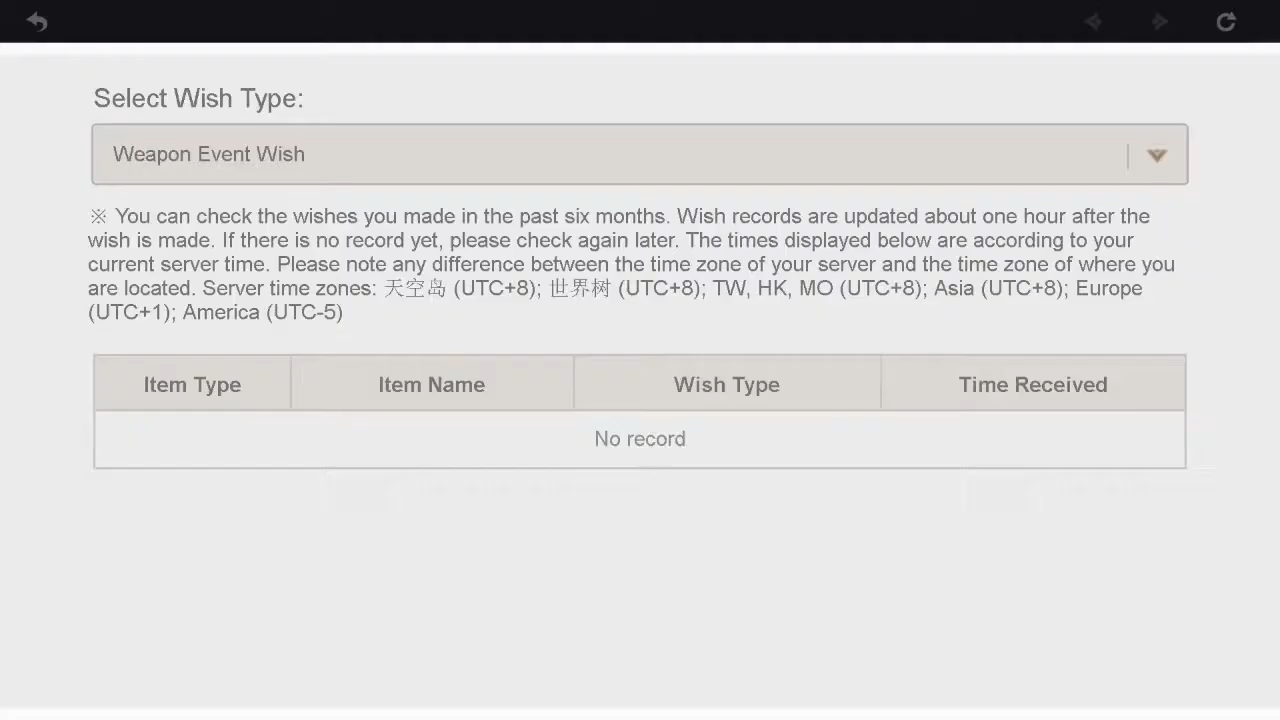 Select Wish Type:
Weapon Event Wish
※ You can check the wishes you made in the past six months. Wish records are updated about one hour after the
wish is made. If there is no record yet, please check again later. The times displayed below are according to your
current server time. Please note any difference between the time zone of your server and the time zone of where you
are located. Server time zones: 天空岛 (UTC+8); 世界树 (UTC+8); TW, HK, MO (UTC+8); Asia (UTC+8); Europe
(UTC+1); America (UTC-5)
Item Type Item Name Wish Type Time Received
No record